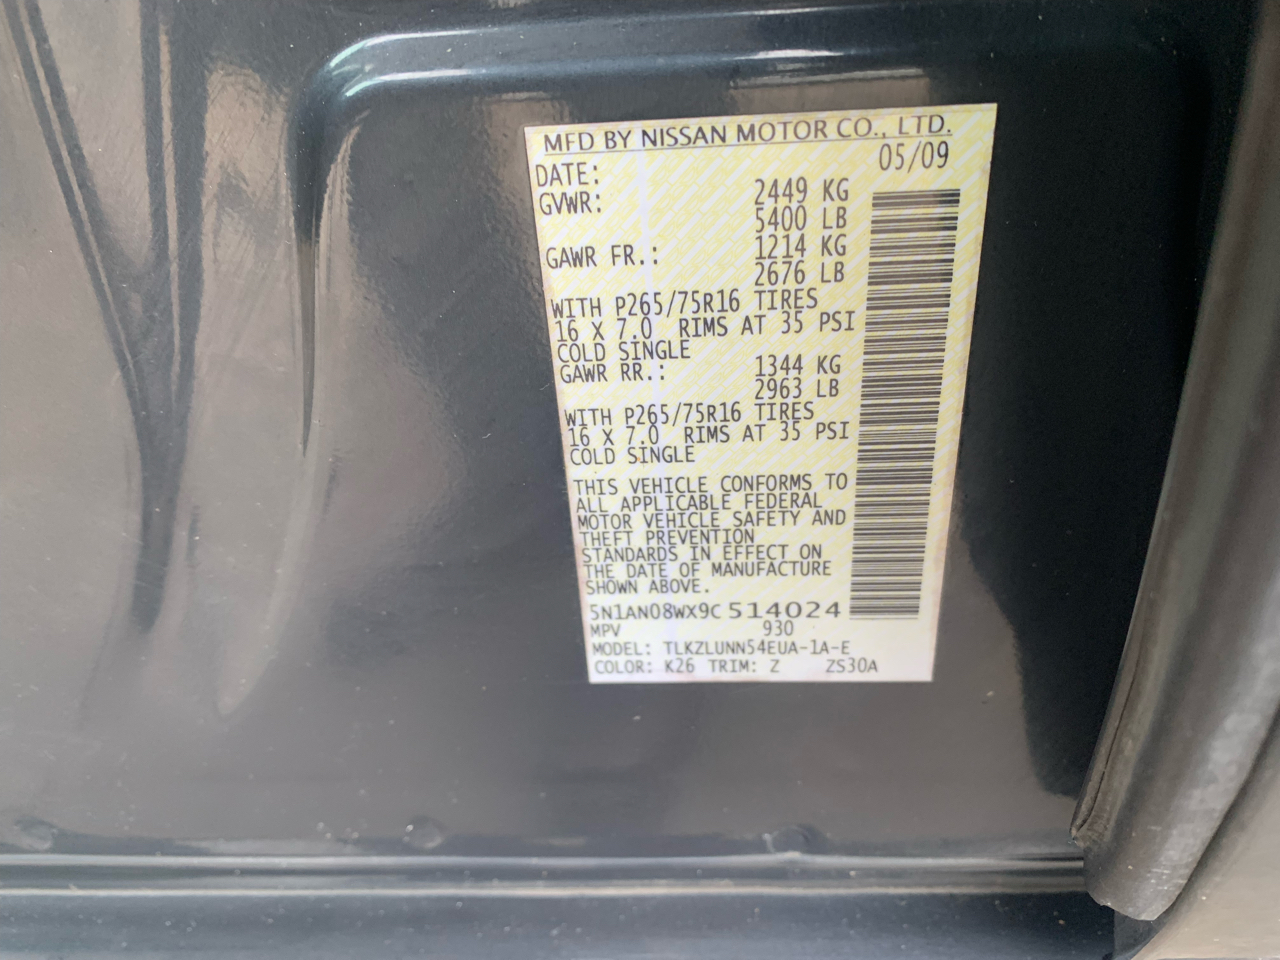 MFD BY NISSAN MOTOR CO., LTD.
DATE: 05/09
GVWR: 2449 KG
5400 LB
GAWR FR.: 1214 KG
2676 LB
WITH P265/75R16 TIRES
16 X 7.0 RIMS AT 35 PSI
COLD SINGLE
GAWR RR.: 1344 KG
2963 LB
WITH P265/75R16 TIRES
16 X 7.0 RIMS AT 35 PSI
COLD SINGLE
THIS VEHICLE CONFORMS TO
ALL APPLICABLE FEDERAL
MOTOR VEHICLE SAFETY AND
THEFT PREVENTION
STANDARDS IN EFFECT ON
THE DATE OF MANUFACTURE
SHOWN ABOVE.
5N1AN08WX9C514024
MPV 930
MODEL: TLKZLUNN54EUA-1A-E
COLOR: K26 TRIM: Z ZS30A